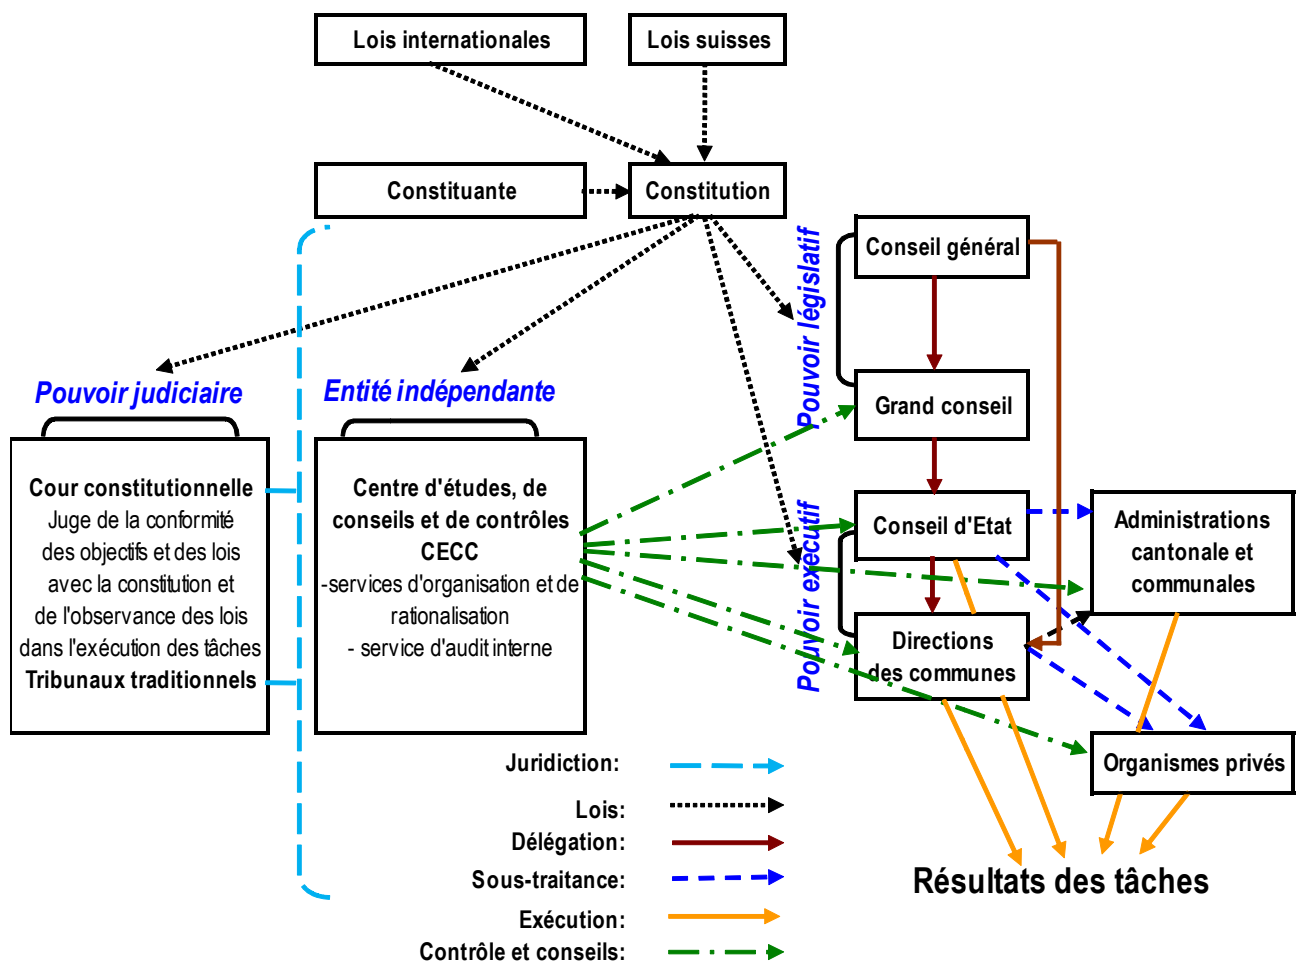 Lois internationales
Lois suisses
Constituante
Constitution
Pouvoir législatif
Conseil général
Grand conseil
Pouvoir judiciaire
Cour constitutionnelle
Juge de la conformité
des objectifs et des lois
avec la constitution et
de l'observance des lois
dans l'exécution des tâches
Tribunaux traditionnels
Entité indépendante
Centre d'études, de
conseils et de contrôles
CECC
-services d'organisation et de
rationalisation
- service d'audit interne
Pouvoir exécutif
Conseil d'Etat
Directions
des communes
Administrations
cantonale et
communales
Organismes privés
Résultats des tâches
Juridiction:
Lois:
Délégation:
Sous-traitance:
Exécution:
Contrôle et conseils: